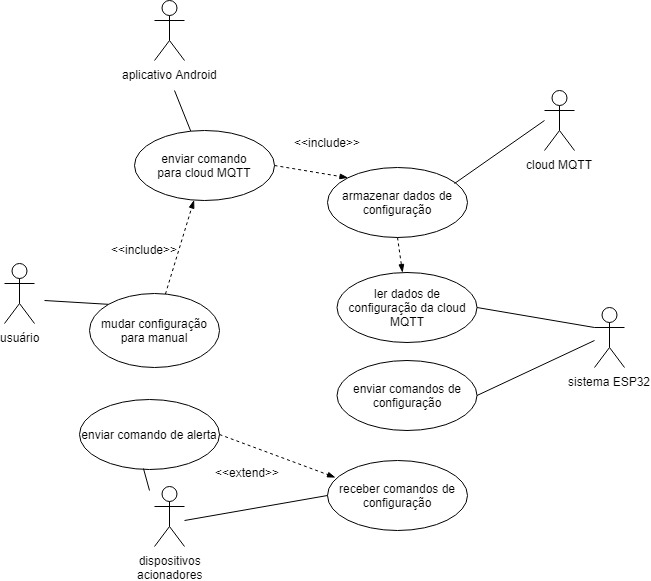 aplicativo Android
<<include>>
enviar comando
para cloud MQTT
cloud MQTT
armazenar dados de
configuração
<<include>>
ler dados de
configuração da cloud
MQTT
mudar configuração
para manual
usuário
sistema ESP32
enviar comandos de
configuração
enviar comando de alerta
<<extend>>
receber comandos de
configuração
dispositivos
acionadores